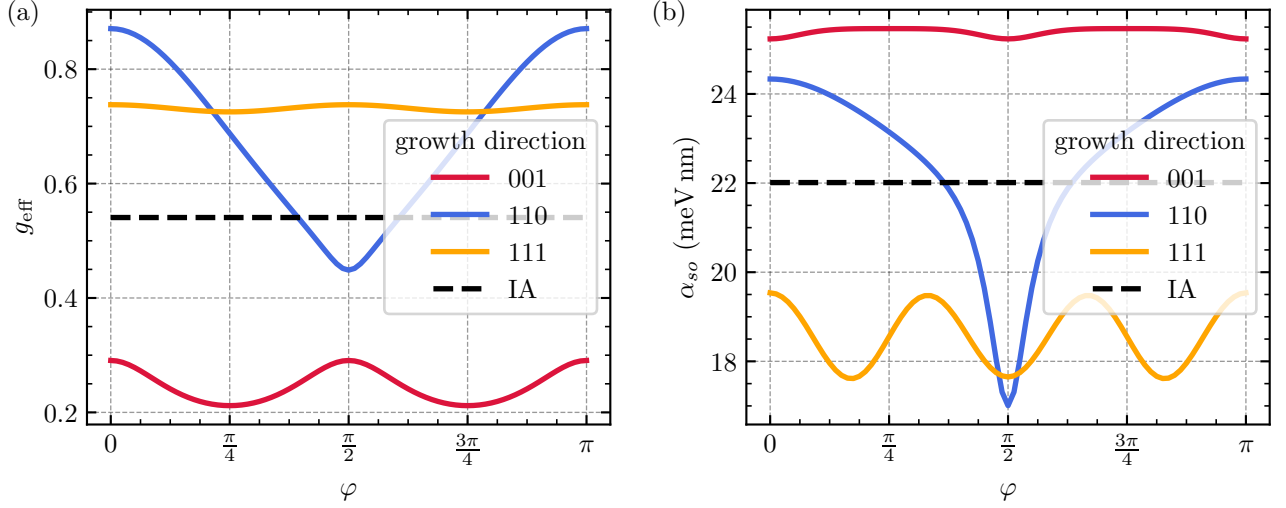 (a)
g_eff
0.8
0.6
0.4
0.2
growth direction
001
110
111
IA
0
π/4
π/2
3π/4
π
φ
(b)
α_so (meV nm)
24
22
20
18
growth direction
001
110
111
IA
0
π/4
π/2
3π/4
π
φ